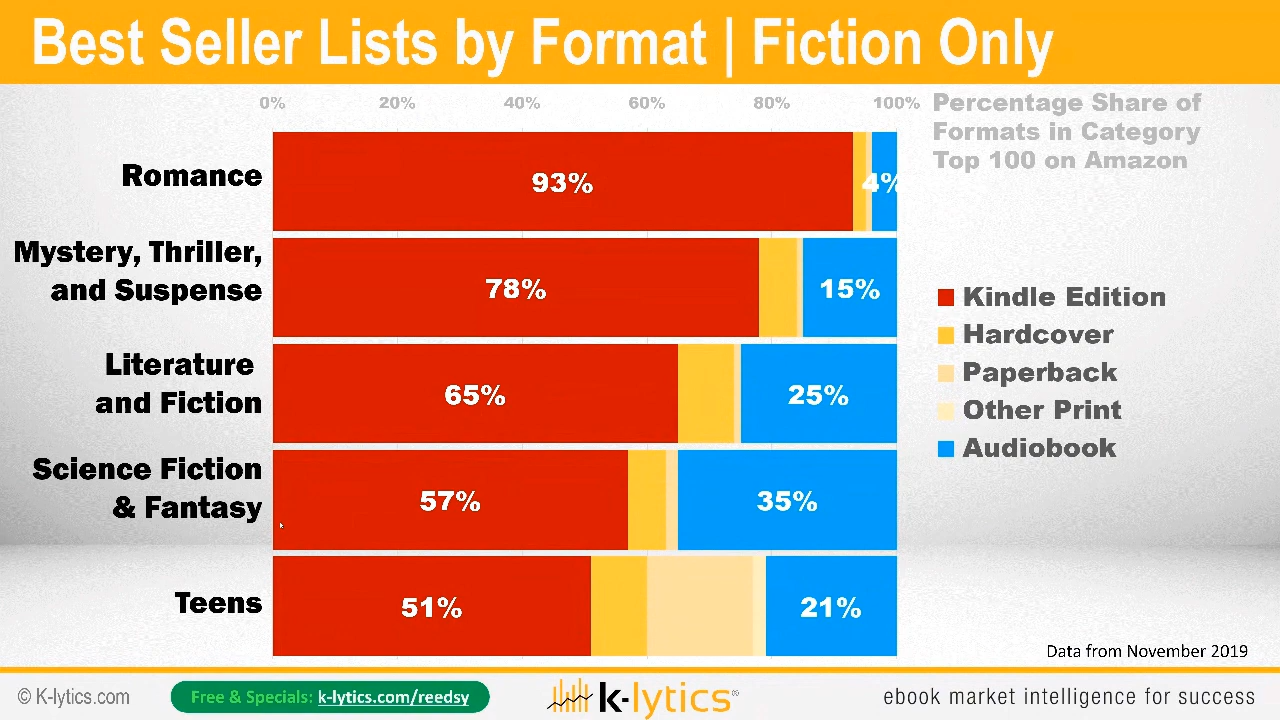 Best Seller Lists by Format | Fiction Only
0% 20% 40% 60% 80% 100%
Percentage Share of
Formats in Category
Top 100 on Amazon
Romance
93% 4%
Mystery, Thriller,
and Suspense
78% 15%
Literature
and Fiction
65% 25%
Science Fiction
& Fantasy
57% 35%
Teens
51% 21%
Kindle Edition
Hardcover
Paperback
Other Print
Audiobook
Data from November 2019
© K-lytics.com
Free & Specials: k-lytics.com/reedsy
k-lytics®
ebook market intelligence for success